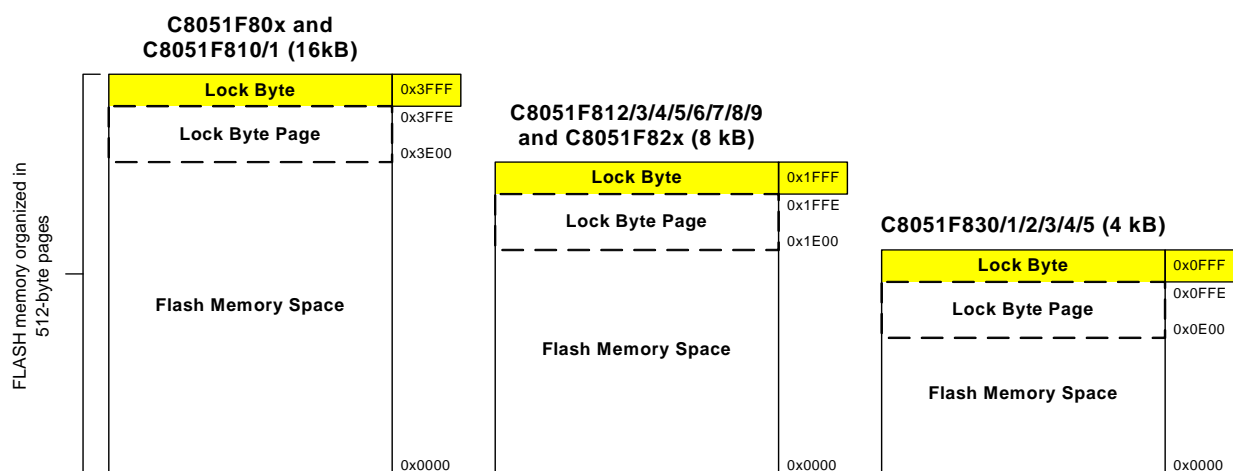 C8051F80x and
C8051F810/1 (16kB)
Lock Byte
0x3FFF
0x3FFE
Lock Byte Page
0x3E00
Flash Memory Space
0x0000
FLASH memory organized in
512-byte pages
C8051F812/3/4/5/6/7/8/9
and C8051F82x (8 kB)
Lock Byte
0x1FFF
0x1FFE
Lock Byte Page
0x1E00
Flash Memory Space
0x0000
C8051F830/1/2/3/4/5 (4 kB)
Lock Byte
0x0FFF
0x0FFE
Lock Byte Page
0x0E00
Flash Memory Space
0x0000